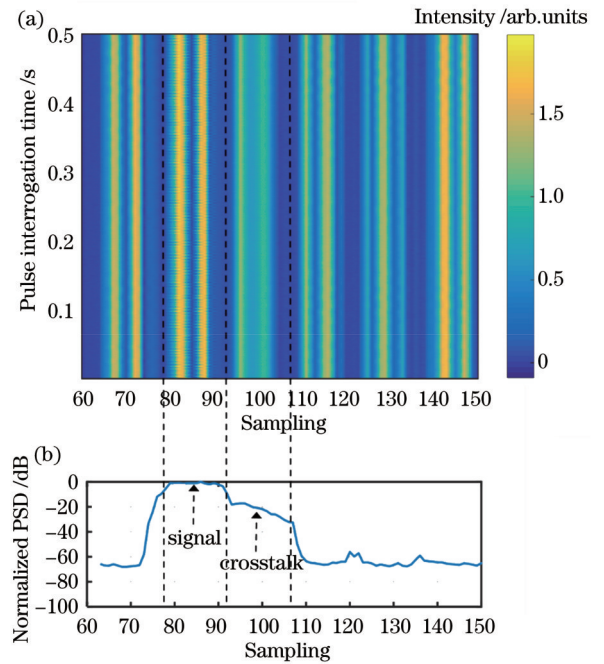 (a)
Intensity /arb.units
Pulse interrogation time /s
0.5
0.4
0.3
0.2
0.1
1.5
1.0
0.5
0
60 70 80 90 100 110 120 130 140 150
Sampling
(b)
Normalized PSD /dB
0
−20
−40
−60
−80
−100
signal
crosstalk
60 70 80 90 100 110 120 130 140 150
Sampling